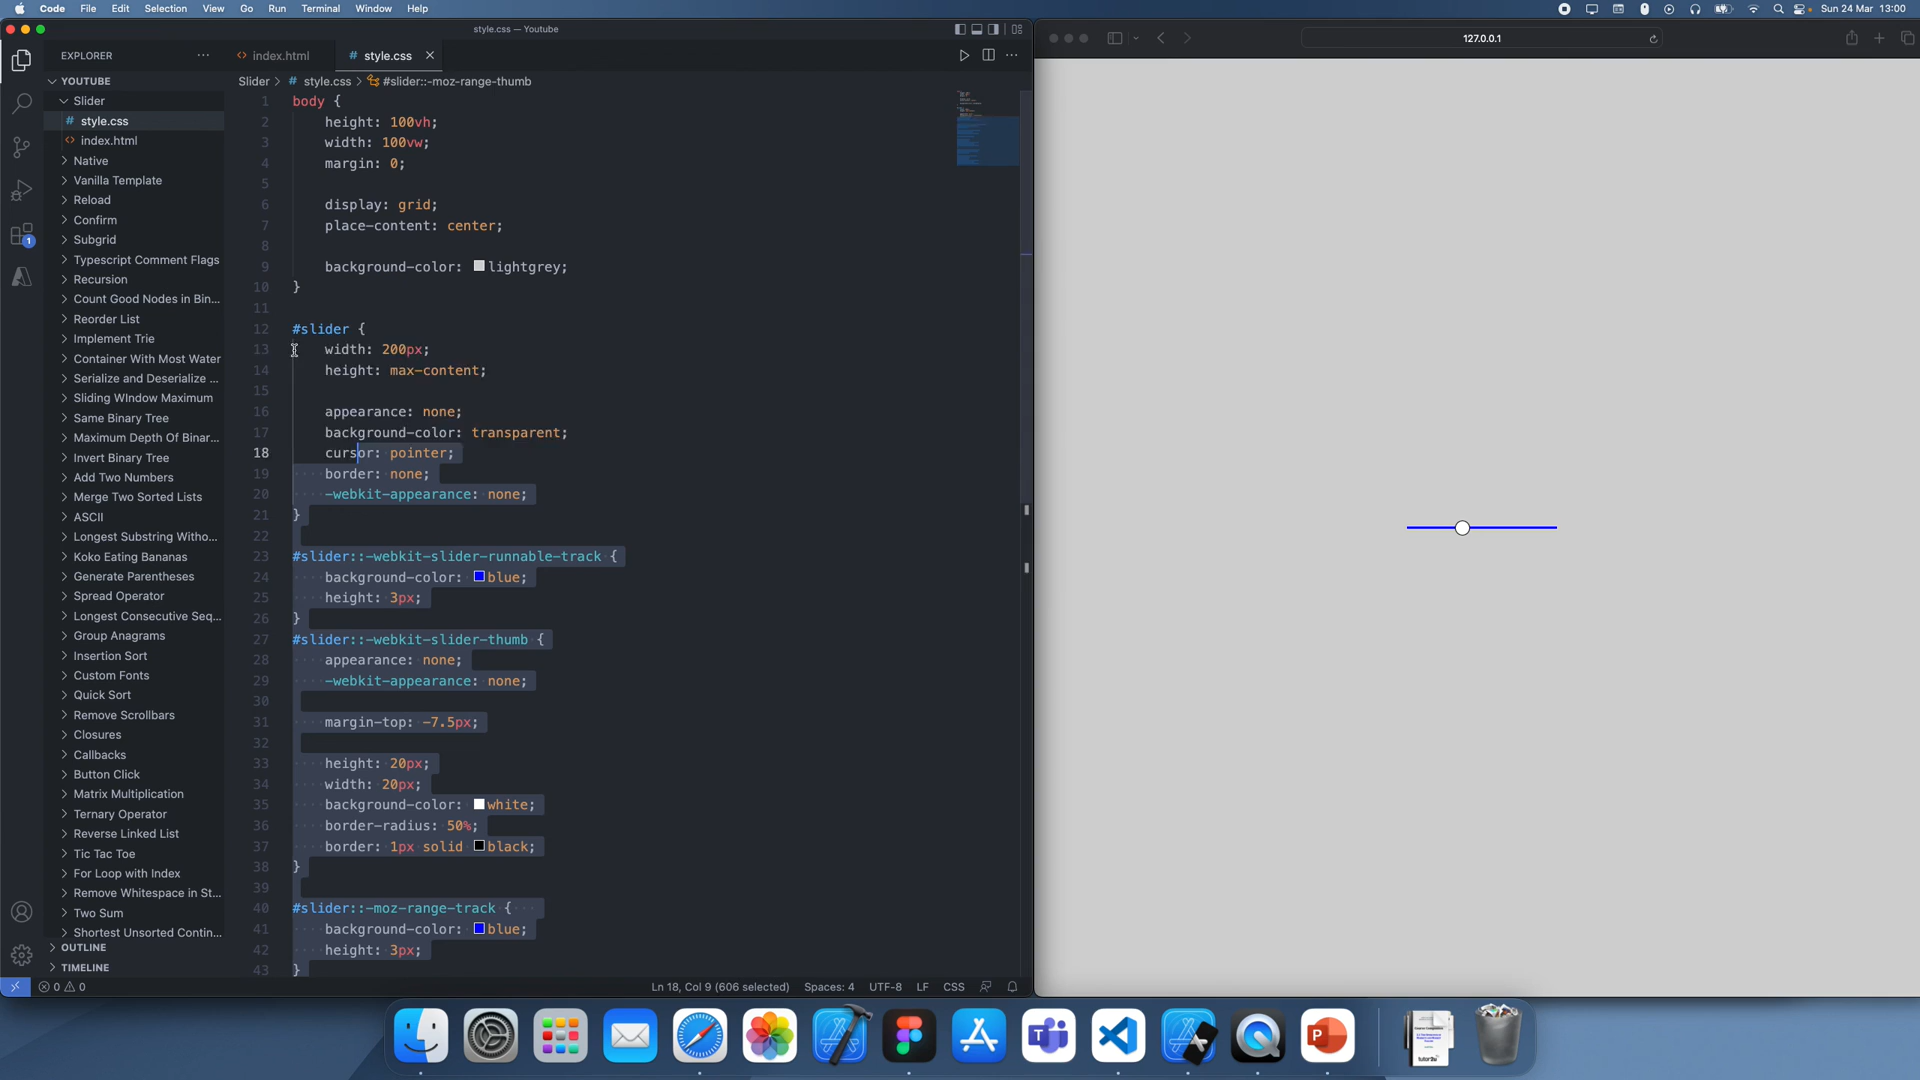 Code File Edit Selection View Go Run Terminal Window Help
Sun 24 Mar 13:00
style.css — Youtube
127.0.0.1
EXPLORER
index.html
style.css
YOUTUBE
Slider > style.css > #slider::-moz-range-thumb
Slider
style.css
index.html
Native
Vanilla Template
Reload
Confirm
Subgrid
Typescript Comment Flags
Recursion
Count Good Nodes in Bin...
Reorder List
Implement Trie
Container With Most Water
Serialize and Deserialize ...
Sliding WIndow Maximum
Same Binary Tree
Maximum Depth Of Binar...
Invert Binary Tree
Add Two Numbers
Merge Two Sorted Lists
ASCII
Longest Substring Witho...
Koko Eating Bananas
Generate Parentheses
Spread Operator
Longest Consecutive Seq...
Group Anagrams
Insertion Sort
Custom Fonts
Quick Sort
Remove Scrollbars
Closures
Callbacks
Button Click
Matrix Multiplication
Ternary Operator
Reverse Linked List
Tic Tac Toe
For Loop with Index
Remove Whitespace in St...
Two Sum
Shortest Unsorted Contin...
OUTLINE
TIMELINE
1
1 body {
2 height: 100vh;
3 width: 100vw;
4 margin: 0;
5
6 display: grid;
7 place-content: center;
8
9 background-color: lightgrey;
10 }
11
12 #slider {
13 width: 200px;
14 height: max-content;
15
16 appearance: none;
17 background-color: transparent;
18 cursor: pointer;
19 border: none;
20 -webkit-appearance: none;
21 }
22
23 #slider::-webkit-slider-runnable-track {
24 background-color: blue;
25 height: 3px;
26 }
27 #slider::-webkit-slider-thumb {
28 appearance: none;
29 -webkit-appearance: none;
30
31 margin-top: -7.5px;
32
33 height: 20px;
34 width: 20px;
35 background-color: white;
36 border-radius: 50%;
37 border: 1px solid black;
38 }
39
40 #slider::-moz-range-track {
41 background-color: blue;
42 height: 3px;
43 }
0 0
Ln 18, Col 9 (606 selected) Spaces: 4 UTF-8 LF CSS